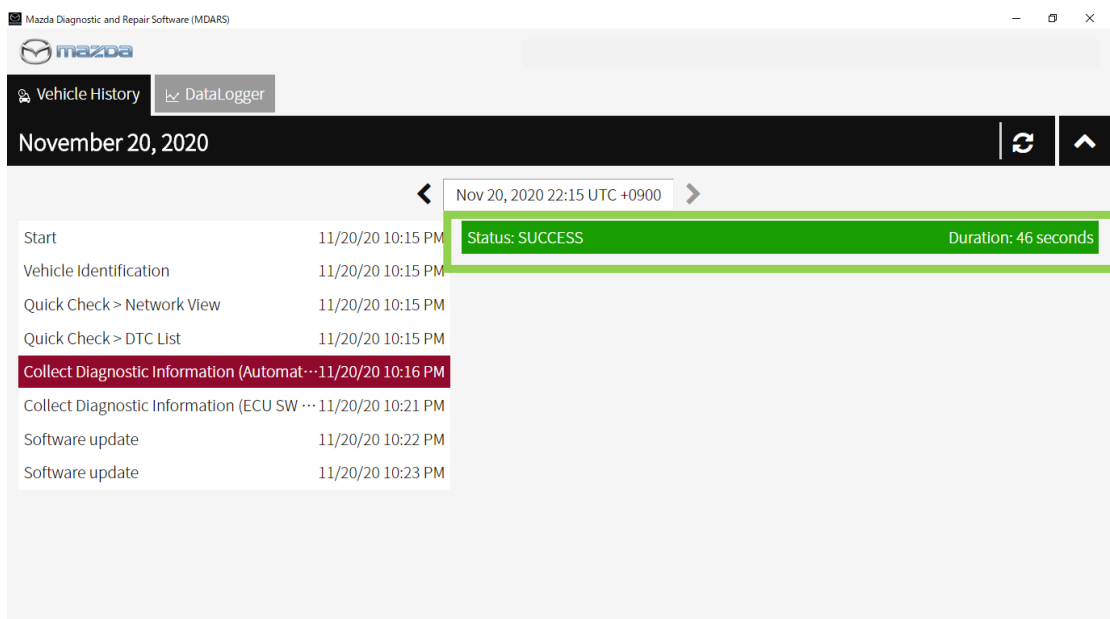 Mazda Diagnostic and Repair Software (MDARS)
mazda
Vehicle History DataLogger
November 20, 2020
Nov 20, 2020 22:15 UTC +0900
Start 11/20/20 10:15 PM
Status: SUCCESS Duration: 46 seconds
Vehicle Identification 11/20/20 10:15 PM
Quick Check > Network View 11/20/20 10:15 PM
Quick Check > DTC List 11/20/20 10:15 PM
Collect Diagnostic Information (Automat⋯11/20/20 10:16 PM
Collect Diagnostic Information (ECU SW ⋯11/20/20 10:21 PM
Software update 11/20/20 10:22 PM
Software update 11/20/20 10:23 PM